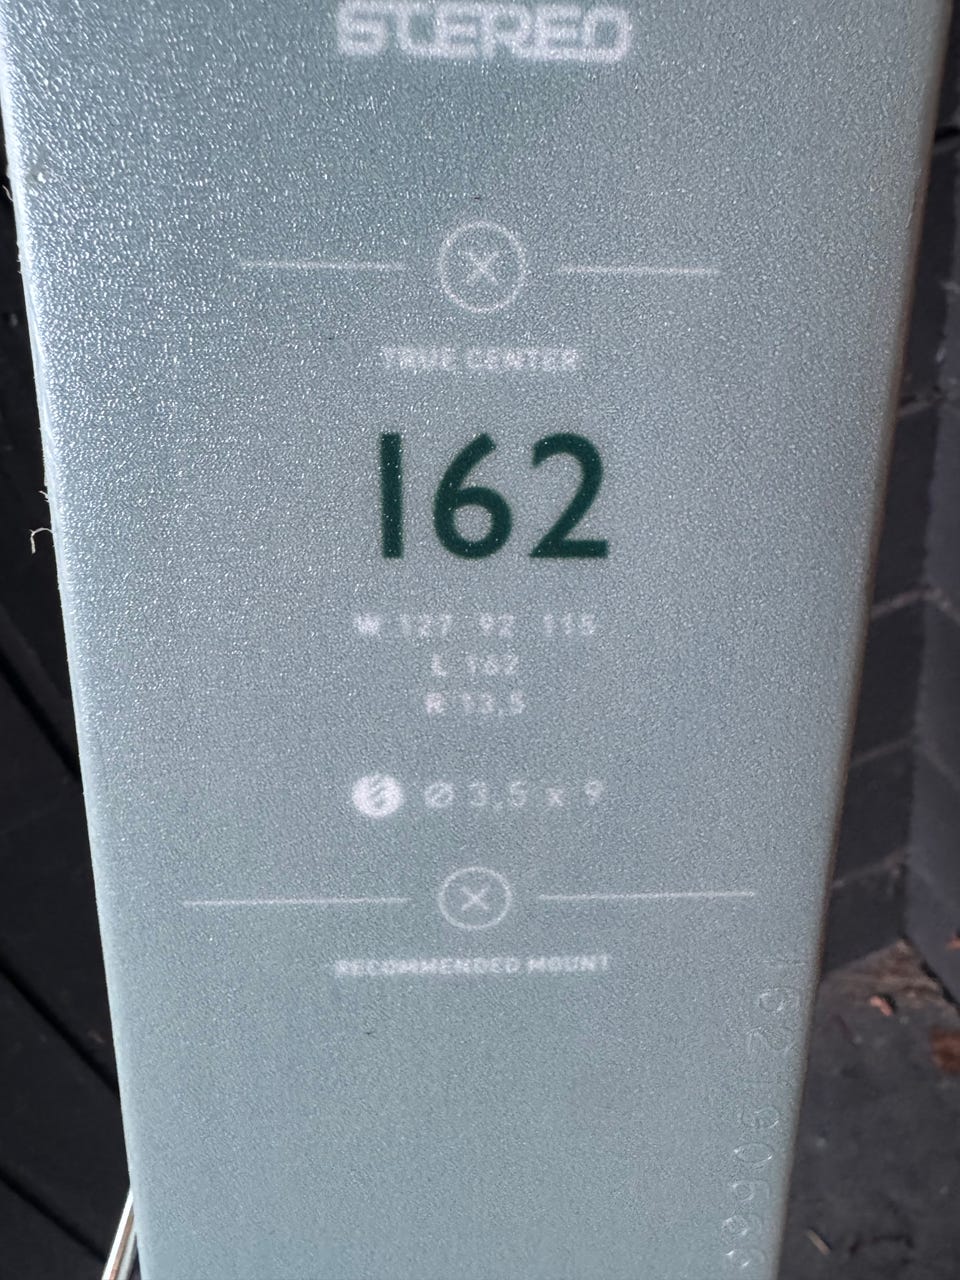 STEREO
TRUE CENTER
162
W 127 92 115
L 162
R 13,5
Ø 3,5 x 9
RECOMMENDED MOUNT